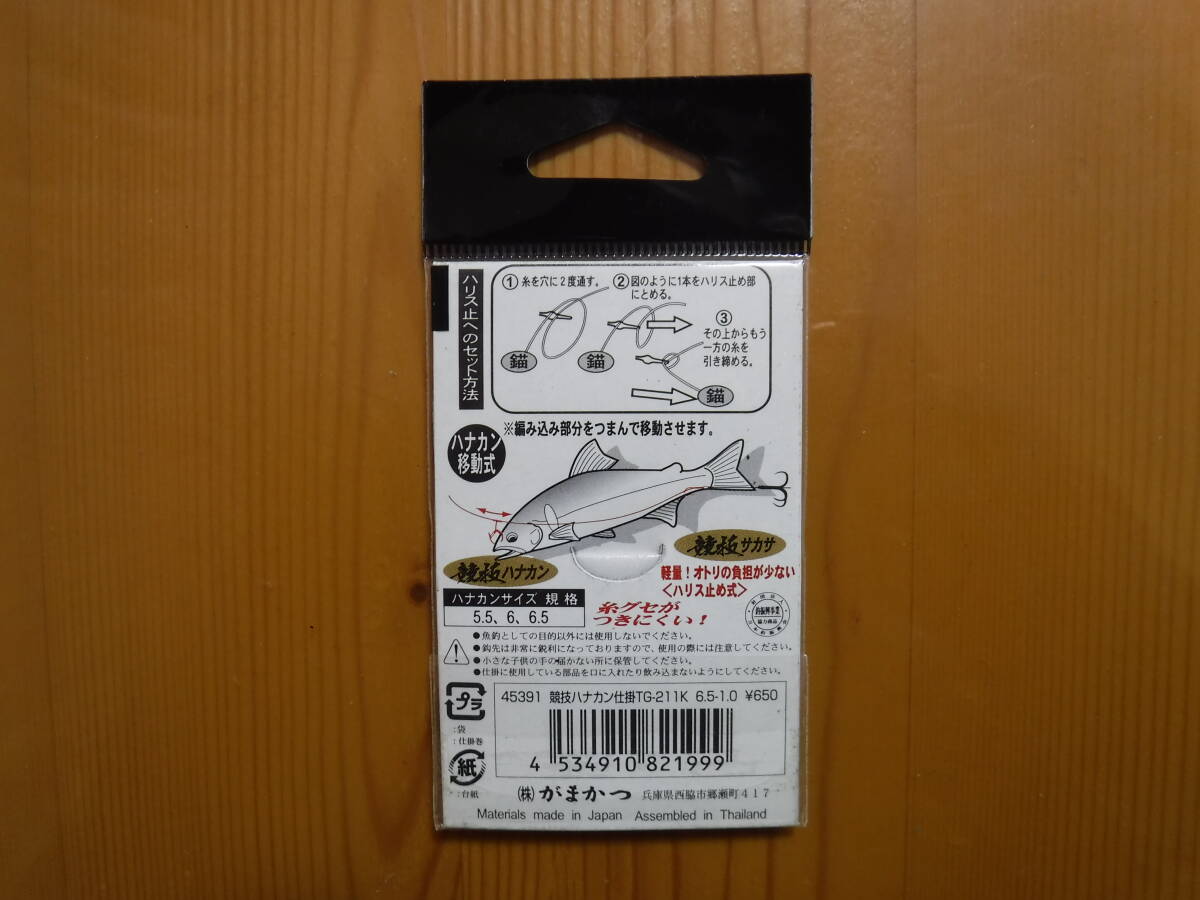 ハリス止へのセット方法
①糸を穴に2度通す。
②図のように1本をハリス止め部
にとめる。
③
その上からもう
一方の糸を
引き締める。
錨
錨
錨
※編み込み部分をつまんで移動させます。
ハナカン
移動式
競技サカサ
競技ハナカン
軽量!オトリの負担が少ない
<ハリス止め式>
ハナカンサイズ 規格
5.5、6、6.5
糸グセが
つきにくい!
●魚釣としての目的以外には使用しないでください。
●鈎先は非常に鋭利になっておりますので、使用の際には注意してください。
●小さな子供の手の届かない所に保管してください。
●仕掛に使用している部品を口に入れたり飲み込まないようにしてください。
プラ
:袋
:仕掛巻
紙
:台紙
45391 競技ハナカン仕掛TG-211K 6.5-1.0 ¥650
4 534910 821999
(株) がまかつ 兵庫県西脇市郷瀬町417
Materials made in Japan Assembled in Thailand